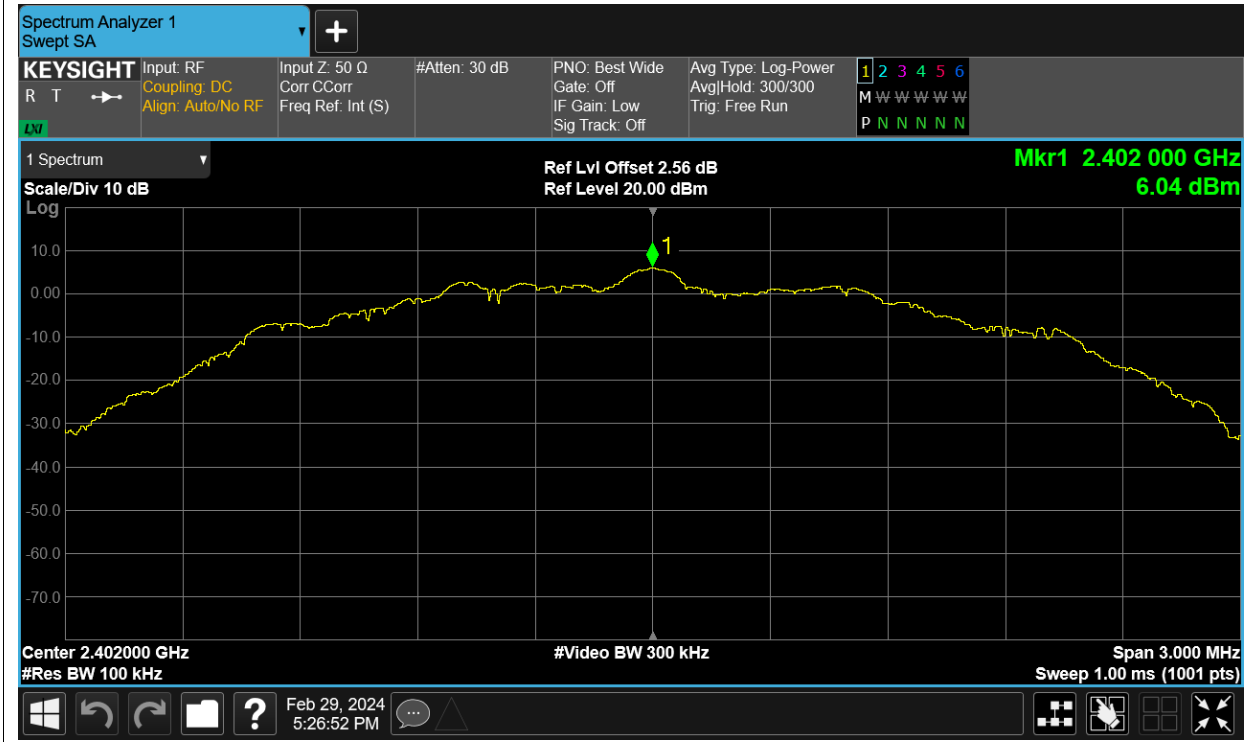 Spectrum Analyzer 1
Swept SA
KEYSIGHT
R T
LXI
Input: RF
Coupling: DC
Align: Auto/No RF
Input Z: 50 Ω
Corr CCorr
Freq Ref: Int (S)
#Atten: 30 dB
PNO: Best Wide
Gate: Off
IF Gain: Low
Sig Track: Off
Avg Type: Log-Power
Avg|Hold: 300/300
Trig: Free Run
1 2 3 4 5 6
M W W W W W
P N N N N N
1 Spectrum
Scale/Div 10 dB
Log
Ref Lvl Offset 2.56 dB
Ref Level 20.00 dBm
Mkr1 2.402 000 GHz
6.04 dBm
1
10.0
0.00
-10.0
-20.0
-30.0
-40.0
-50.0
-60.0
-70.0
Center 2.402000 GHz
#Res BW 100 kHz
#Video BW 300 kHz
Span 3.000 MHz
Sweep 1.00 ms (1001 pts)
?
Feb 29, 2024
5:26:52 PM